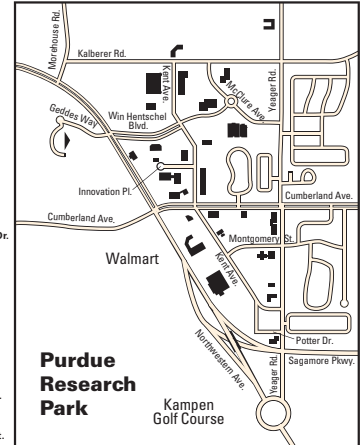 Morehouse Rd.
Kalberer Rd.
Kent Ave.
McClure Ave.
Yeager Rd.
Geddes Way
Win Hentschel
Blvd.
Innovation Pl.
Cumberland Ave.
Cumberland Ave.
Dr.
Montgomery St.
Walmart
Kent Ave.
Potter Dr.
Northwestern Ave.
Sagamore Pkwy.
Yeager Rd.
Purdue
Research
Park
Kampen
Golf Course